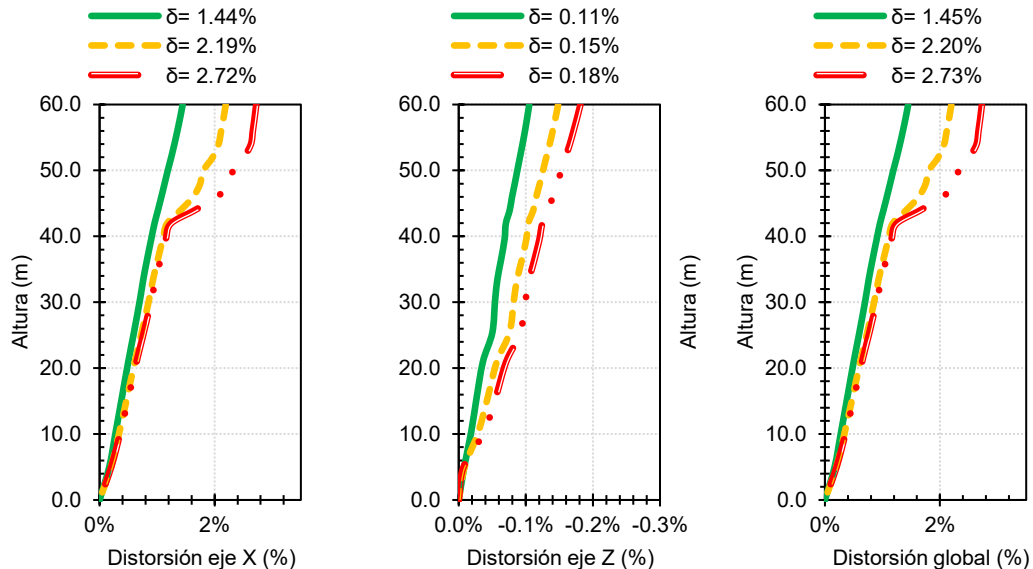 δ= 1.44%
δ= 2.19%
δ= 2.72%
60.0
50.0
40.0
30.0
20.0
10.0
0.0
Altura (m)
0%
2%
Distorsión eje X (%)
δ= 0.11%
δ= 0.15%
δ= 0.18%
60.0
50.0
40.0
30.0
20.0
10.0
0.0
Altura (m)
0.0%
-0.1%
-0.2%
-0.3%
Distorsión eje Z (%)
δ= 1.45%
δ= 2.20%
δ= 2.73%
60.0
50.0
40.0
30.0
20.0
10.0
0.0
Altura (m)
0%
2%
Distorsión global (%)